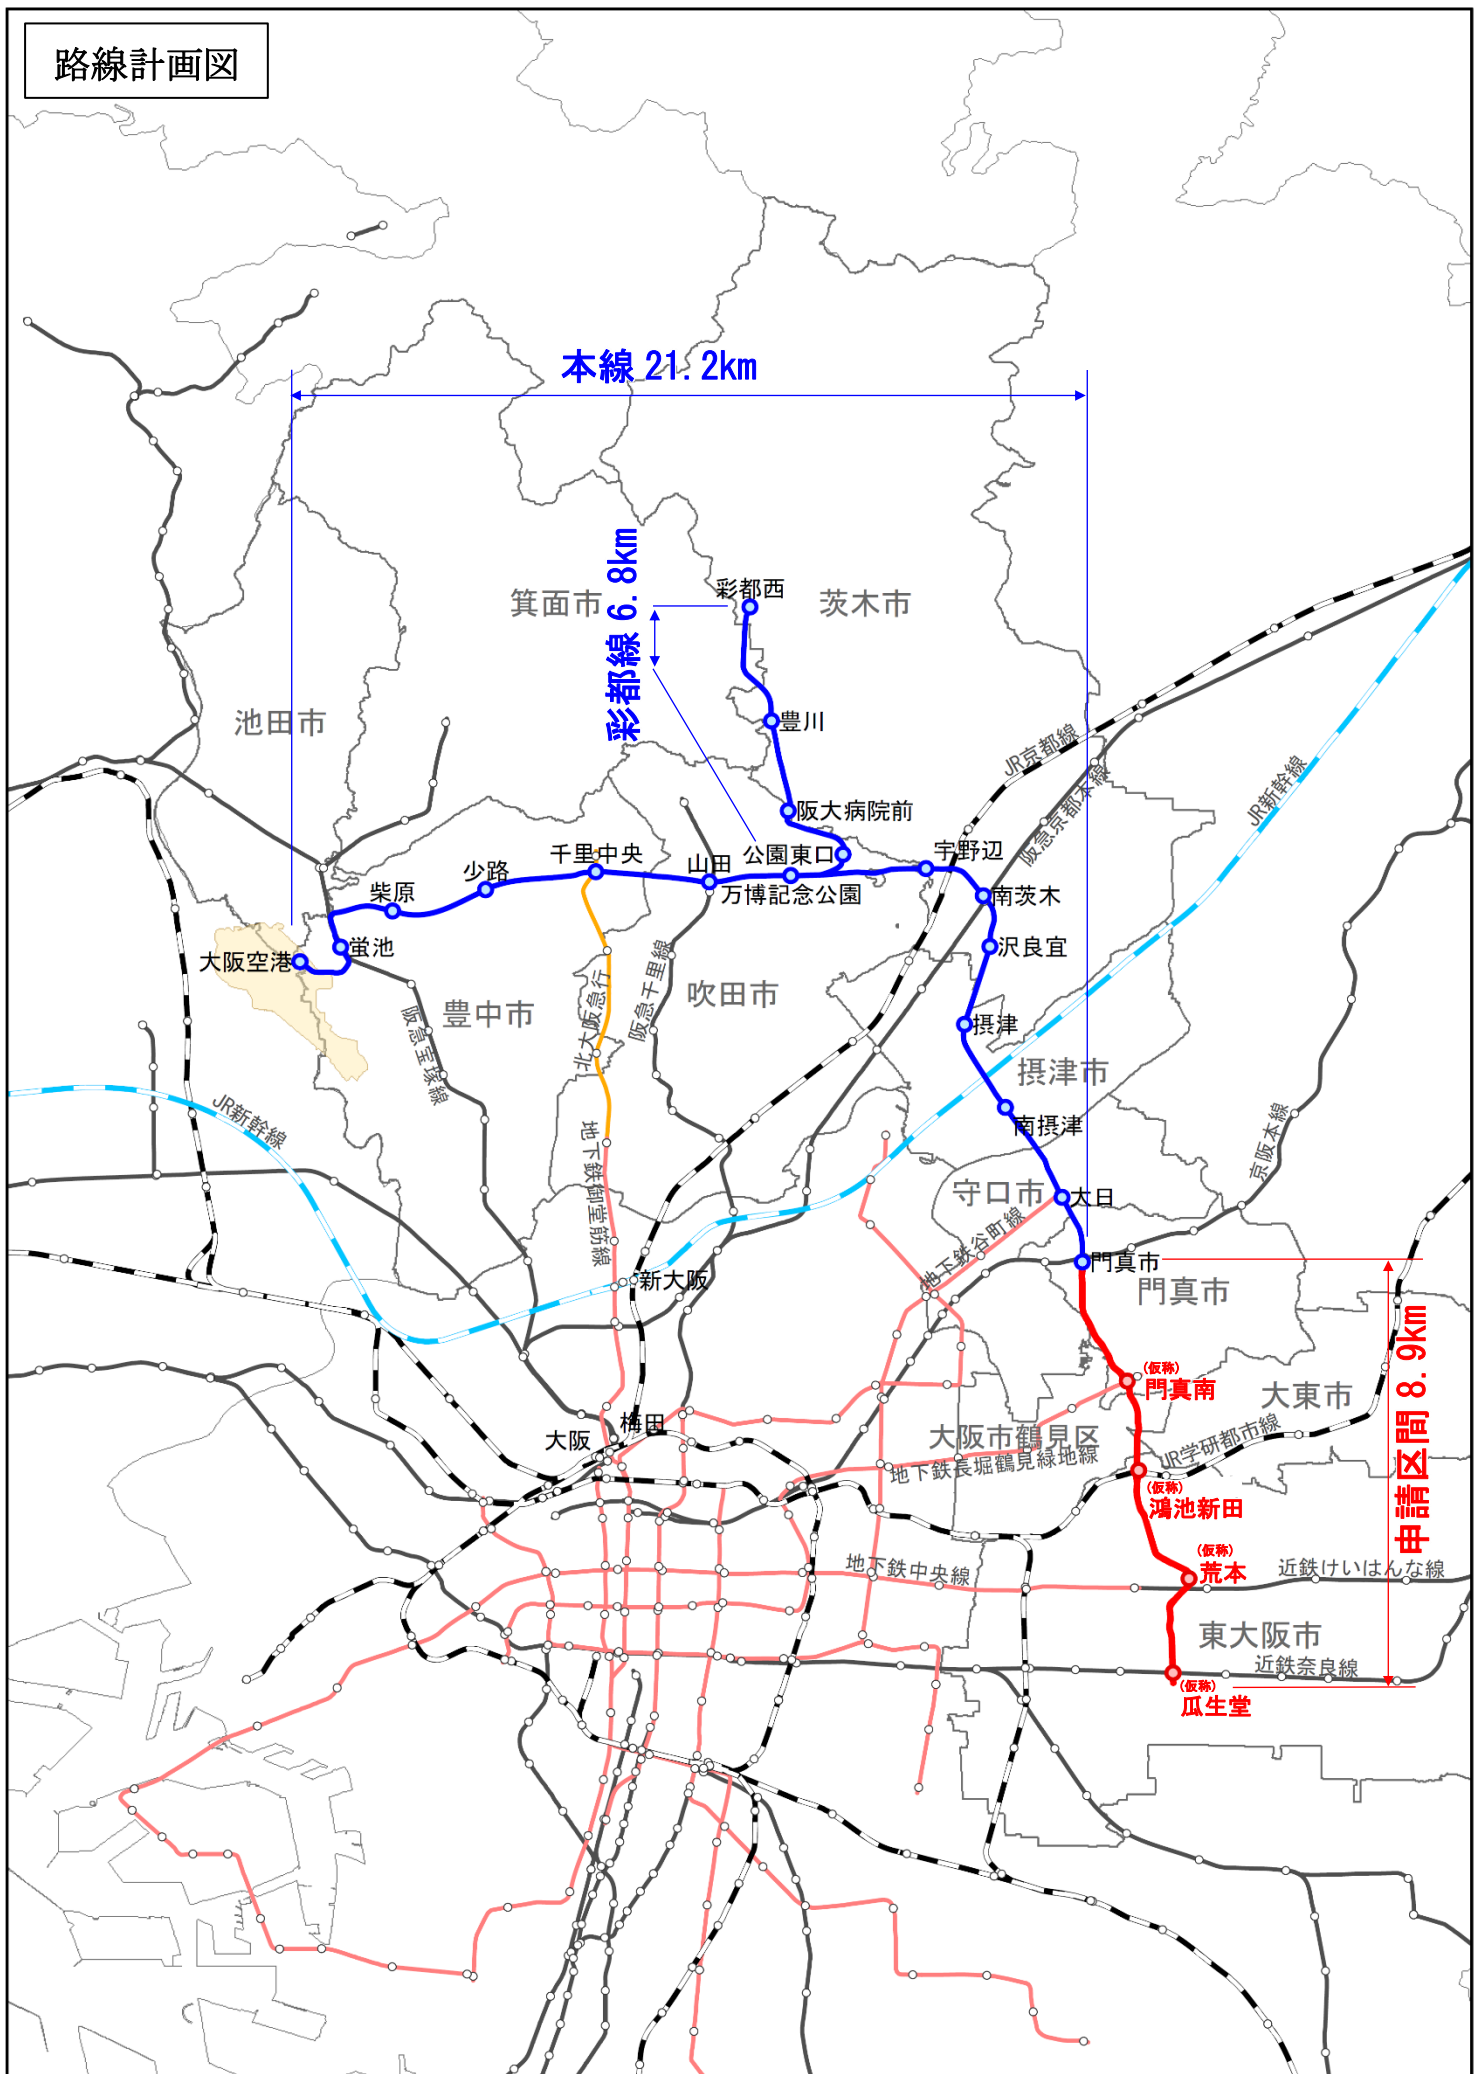 路線計画図
本線 21.2km
彩都線 6.8km
箕面市
彩都西
茨木市
池田市
豊川
JR京都線
阪急京都本線
JR新幹線
阪大病院前
千里中央
山田
公園東口
宇野辺
少路
柴原
万博記念公園
南茨木
大阪空港
蛍池
沢良宜
豊中市
阪急宝塚線
北大阪急行
阪急千里線
吹田市
摂津
摂津市
JR新幹線
南摂津
地下鉄御堂筋線
京阪本線
守口市
大日
地下鉄谷町線
門真市
門真市
新大阪
申請区間 8.9km
(仮称)
門真南
大東市
大阪
梅田
大阪市鶴見区
地下鉄長堀鶴見緑地線
JR学研都市線
(仮称)
鴻池新田
地下鉄中央線
(仮称)
荒本
近鉄けいはんな線
東大阪市
近鉄奈良線
(仮称)
瓜生堂